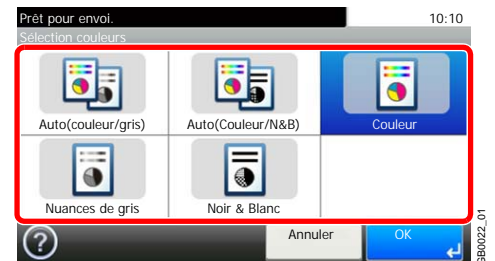 Prêt pour envoi. 10:10
Sélection couleurs
Auto(couleur/gris) Auto(Couleur/N&B) Couleur
Nuances de gris Noir & Blanc
? Annuler OK
GB0022_01